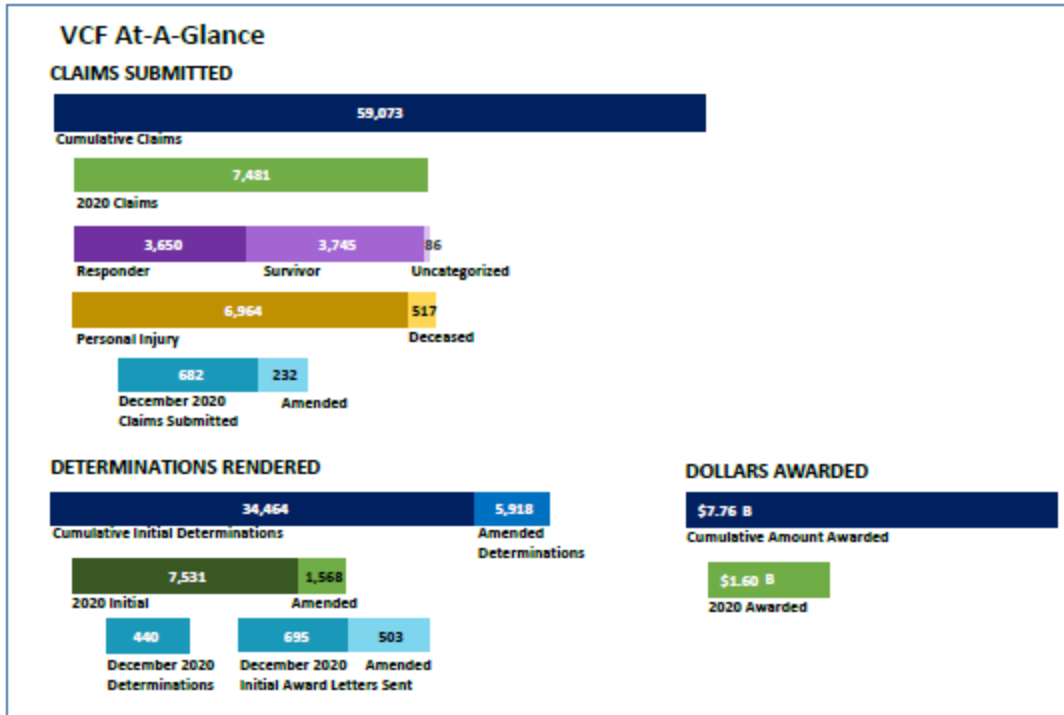 VCF At-A-Glance
CLAIMS SUBMITTED
59,073
Cumulative Claims
7,481
2020 Claims
3,650 3,745 86
Responder Survivor Uncategorized
6,964 517
Personal Injury Deceased
682 232
December 2020 Amended
Claims Submitted
DETERMINATIONS RENDERED
34,464 5,918
Cumulative Initial Determinations Amended
Determinations
7,531 1,568
2020 Initial Amended
440 695 503
December 2020 December 2020 Amended
Determinations Initial Award Letters Sent
DOLLARS AWARDED
$7.76 B
Cumulative Amount Awarded
$1.60 B
2020 Awarded